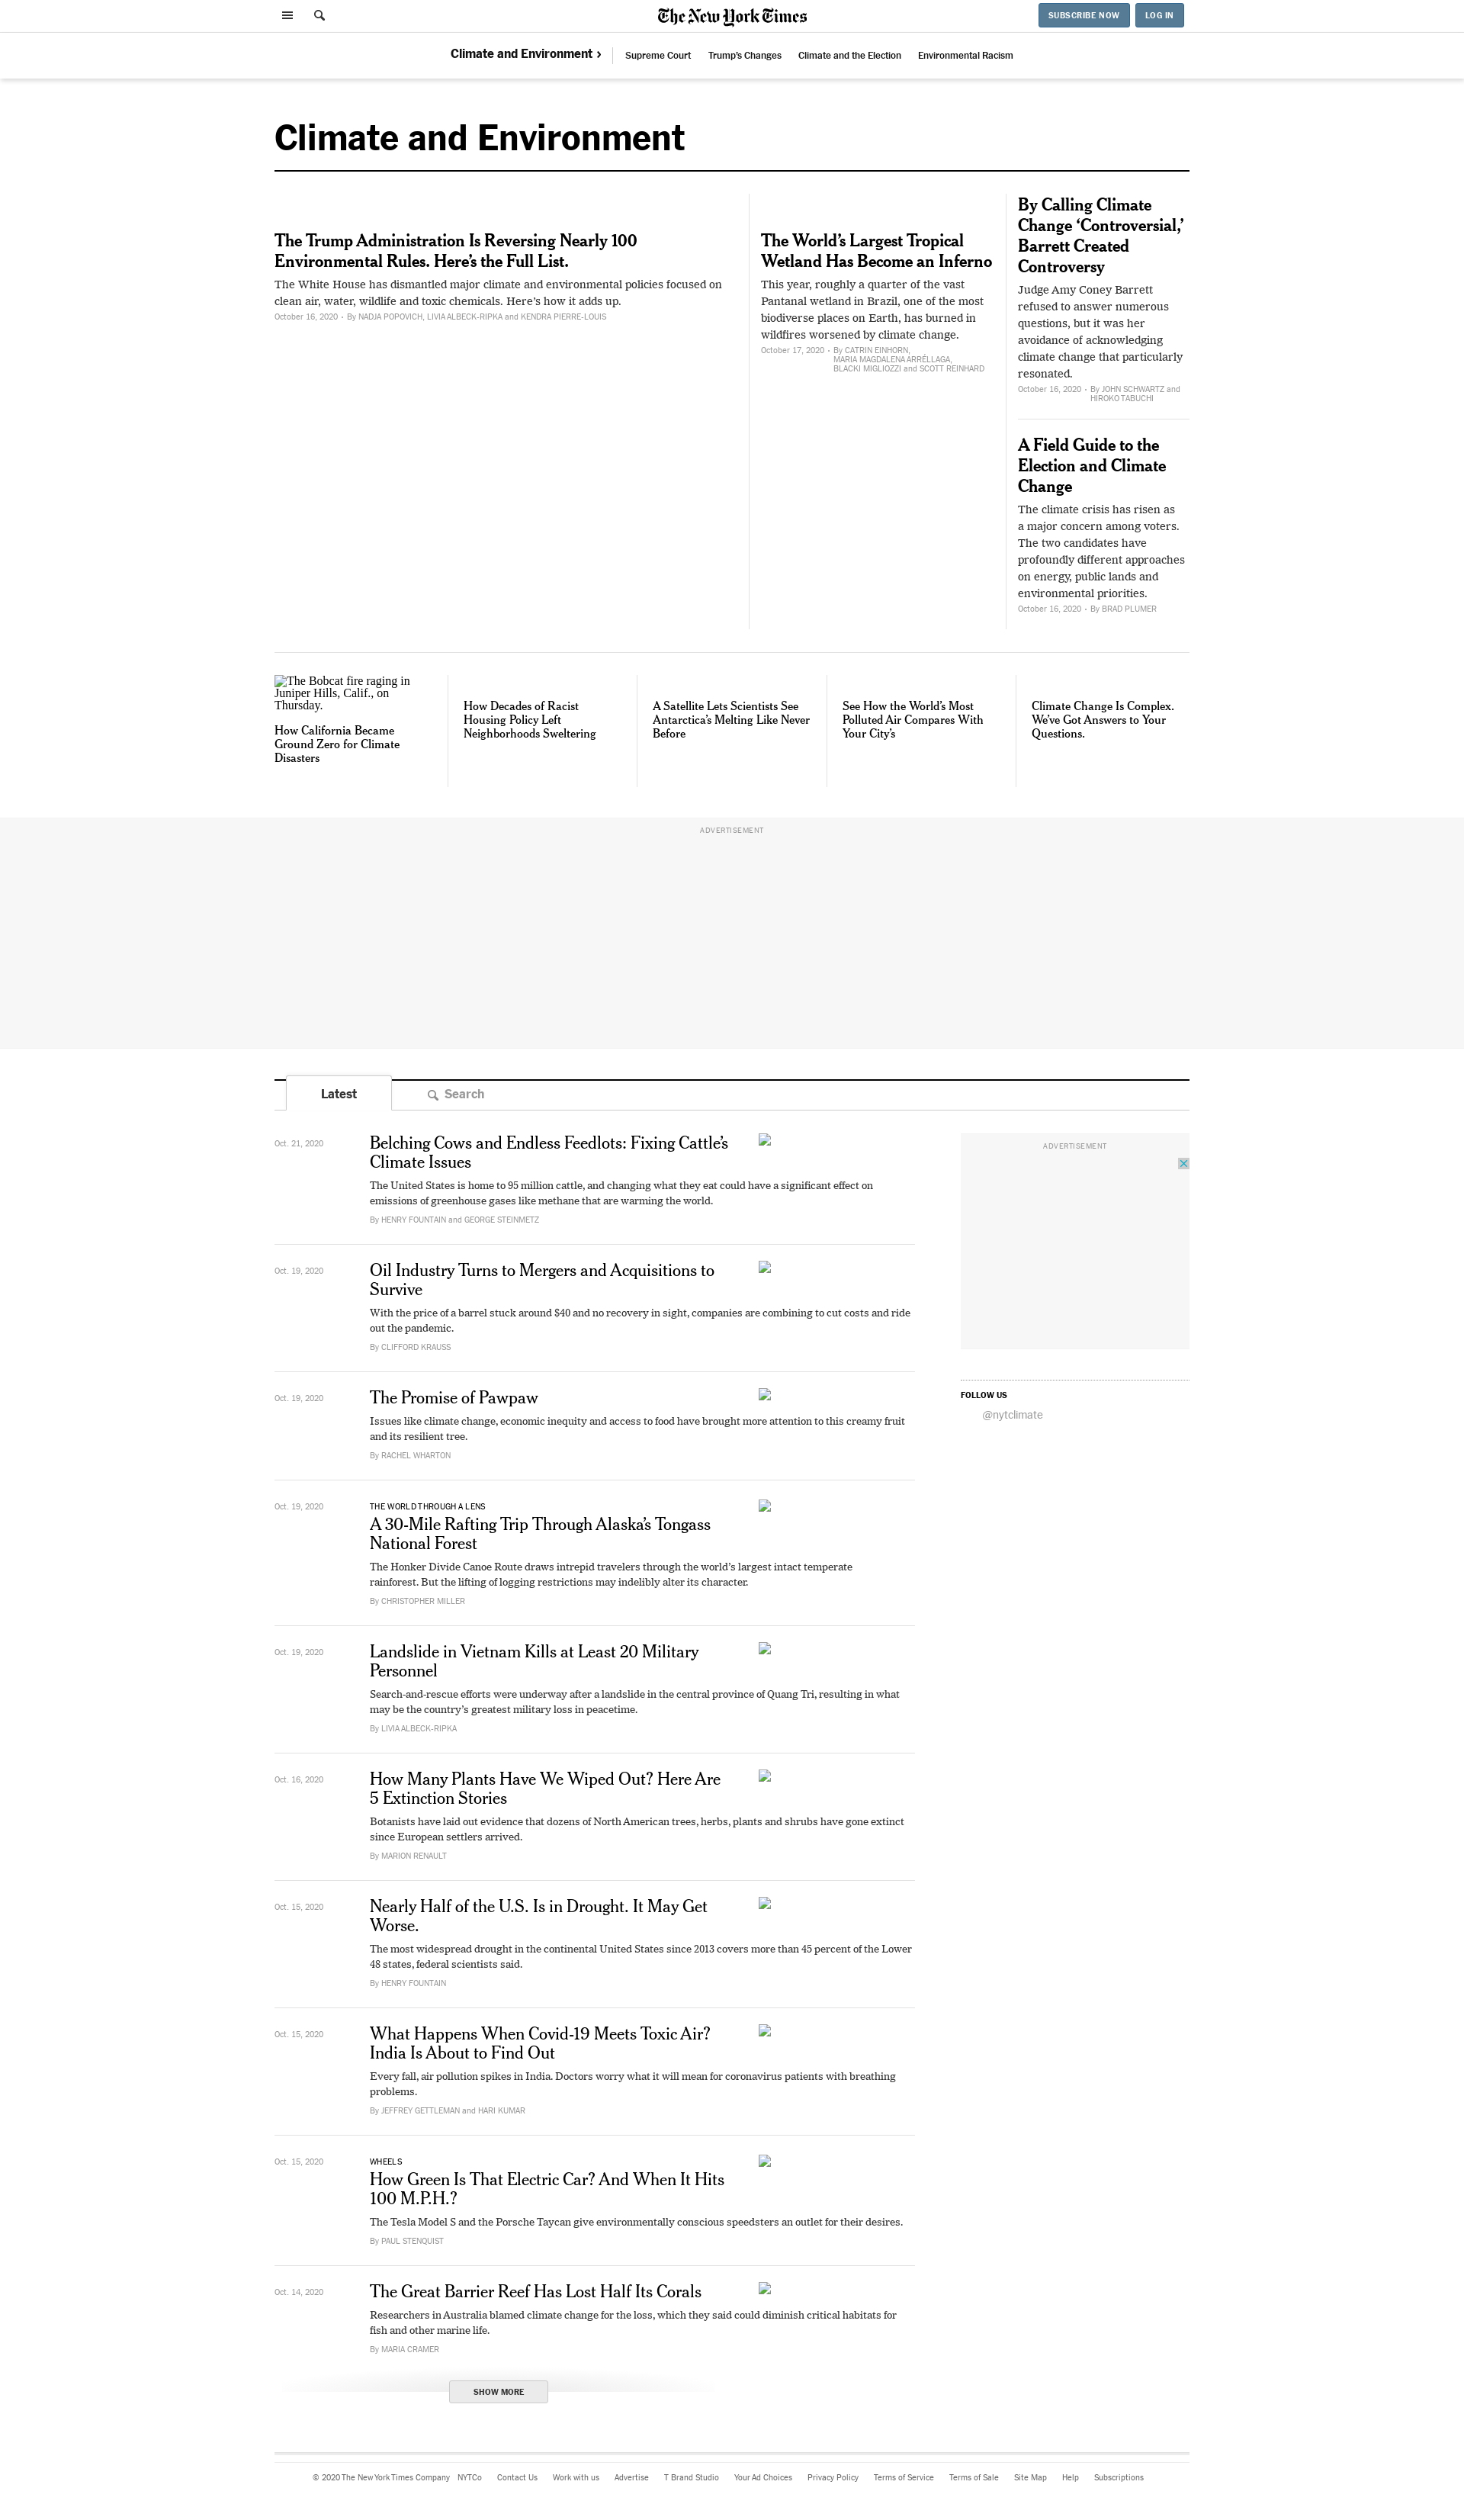 The New York Times
SUBSCRIBE NOW
LOG IN
Climate and Environment ›
Supreme Court
Trump's Changes
Climate and the Election
Environmental Racism
Climate and Environment
The Trump Administration Is Reversing Nearly 100
Environmental Rules. Here's the Full List.
The White House has dismantled major climate and environmental policies focused on
clean air, water, wildlife and toxic chemicals. Here's how it adds up.
October 16, 2020 • By NADJA POPOVICH, LIVIA ALBECK-RIPKA and KENDRA PIERRE-LOUIS
The World's Largest Tropical
Wetland Has Become an Inferno
This year, roughly a quarter of the vast
Pantanal wetland in Brazil, one of the most
biodiverse places on Earth, has burned in
wildfires worsened by climate change.
October 17, 2020 • By CATRIN EINHORN,
MARIA MAGDALENA ARRÉLLAGA,
BLACKI MIGLIOZZI and SCOTT REINHARD
By Calling Climate
Change 'Controversial,'
Barrett Created
Controversy
Judge Amy Coney Barrett
refused to answer numerous
questions, but it was her
avoidance of acknowledging
climate change that particularly
resonated.
October 16, 2020 • By JOHN SCHWARTZ and
HIROKO TABUCHI
A Field Guide to the
Election and Climate
Change
The climate crisis has risen as
a major concern among voters.
The two candidates have
profoundly different approaches
on energy, public lands and
environmental priorities.
October 16, 2020 • By BRAD PLUMER
The Bobcat fire raging in
Juniper Hills, Calif., on
Thursday.
How California Became
Ground Zero for Climate
Disasters
How Decades of Racist
Housing Policy Left
Neighborhoods Sweltering
A Satellite Lets Scientists See
Antarctica's Melting Like Never
Before
See How the World's Most
Polluted Air Compares With
Your City's
Climate Change Is Complex.
We've Got Answers to Your
Questions.
ADVERTISEMENT
Latest
Search
Oct. 21, 2020
Belching Cows and Endless Feedlots: Fixing Cattle's
Climate Issues
The United States is home to 95 million cattle, and changing what they eat could have a significant effect on
emissions of greenhouse gases like methane that are warming the world.
By HENRY FOUNTAIN and GEORGE STEINMETZ
ADVERTISEMENT
Oct. 19, 2020
Oil Industry Turns to Mergers and Acquisitions to
Survive
With the price of a barrel stuck around $40 and no recovery in sight, companies are combining to cut costs and ride
out the pandemic.
By CLIFFORD KRAUSS
FOLLOW US
@nytclimate
Oct. 19, 2020
The Promise of Pawpaw
Issues like climate change, economic inequity and access to food have brought more attention to this creamy fruit
and its resilient tree.
By RACHEL WHARTON
Oct. 19, 2020
THE WORLD THROUGH A LENS
A 30-Mile Rafting Trip Through Alaska's Tongass
National Forest
The Honker Divide Canoe Route draws intrepid travelers through the world's largest intact temperate
rainforest. But the lifting of logging restrictions may indelibly alter its character.
By CHRISTOPHER MILLER
Oct. 19, 2020
Landslide in Vietnam Kills at Least 20 Military
Personnel
Search-and-rescue efforts were underway after a landslide in the central province of Quang Tri, resulting in what
may be the country's greatest military loss in peacetime.
By LIVIA ALBECK-RIPKA
Oct. 16, 2020
How Many Plants Have We Wiped Out? Here Are
5 Extinction Stories
Botanists have laid out evidence that dozens of North American trees, herbs, plants and shrubs have gone extinct
since European settlers arrived.
By MARION RENAULT
Oct. 15, 2020
Nearly Half of the U.S. Is in Drought. It May Get
Worse.
The most widespread drought in the continental United States since 2013 covers more than 45 percent of the Lower
48 states, federal scientists said.
By HENRY FOUNTAIN
Oct. 15, 2020
What Happens When Covid-19 Meets Toxic Air?
India Is About to Find Out
Every fall, air pollution spikes in India. Doctors worry what it will mean for coronavirus patients with breathing
problems.
By JEFFREY GETTLEMAN and HARI KUMAR
Oct. 15, 2020
WHEELS
How Green Is That Electric Car? And When It Hits
100 M.P.H.?
The Tesla Model S and the Porsche Taycan give environmentally conscious speedsters an outlet for their desires.
By PAUL STENQUIST
Oct. 14, 2020
The Great Barrier Reef Has Lost Half Its Corals
Researchers in Australia blamed climate change for the loss, which they said could diminish critical habitats for
fish and other marine life.
By MARIA CRAMER
SHOW MORE
© 2020 The New York Times Company
NYTCo
Contact Us
Work with us
Advertise
T Brand Studio
Your Ad Choices
Privacy Policy
Terms of Service
Terms of Sale
Site Map
Help
Subscriptions